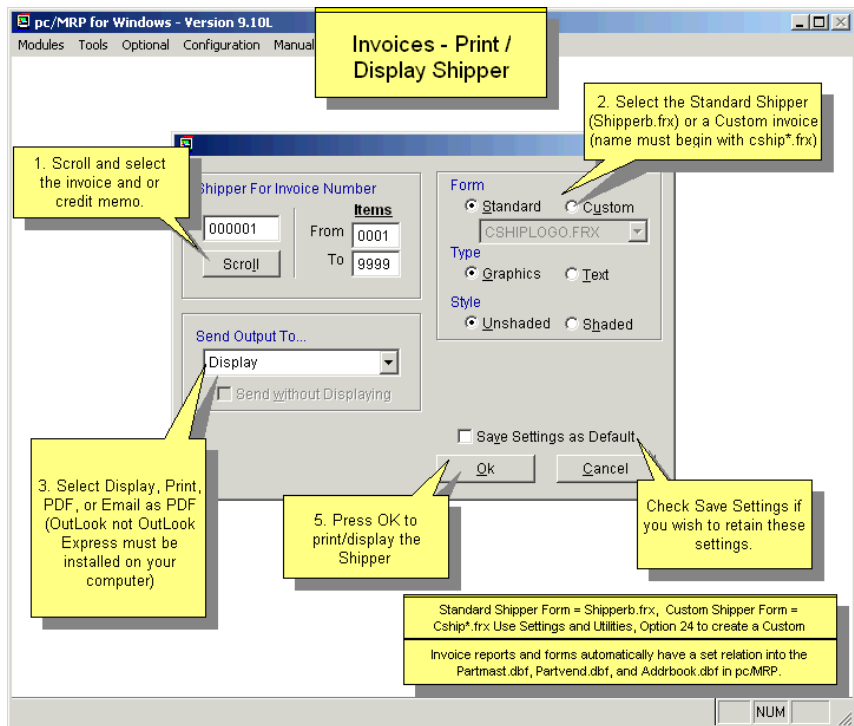 pc/MRP for Windows - Version 9.10L
Modules Tools Optional Configuration Manual
Invoices - Print /
Display Shipper
2. Select the Standard Shipper
(Shipperb.frx) or a Custom invoice
(name must begin with cship*.frx)
1. Scroll and select
the invoice and or
credit memo.
Shipper For Invoice Number
Items
000001
From 0001
Scroll
To 9999
Form
Standard Custom
CSHIPLOGO.FRX
Type
Graphics Text
Style
Unshaded Shaded
Send Output To...
Display
Send without Displaying
Save Settings as Default
Ok Cancel
3. Select Display, Print,
PDF, or Email as PDF
(OutLook not OutLook
Express must be
installed on your
computer)
5. Press OK to
print/display the
Shipper
Check Save Settings if
you wish to retain these
settings.
Standard Shipper Form = Shipperb.frx, Custom Shipper Form =
Cship*.frx Use Settings and Utilities, Option 24 to create a Custom
Invoice reports and forms automatically have a set relation into the
Partmast.dbf, Partvend.dbf, and Addrbook.dbf in pc/MRP.
NUM